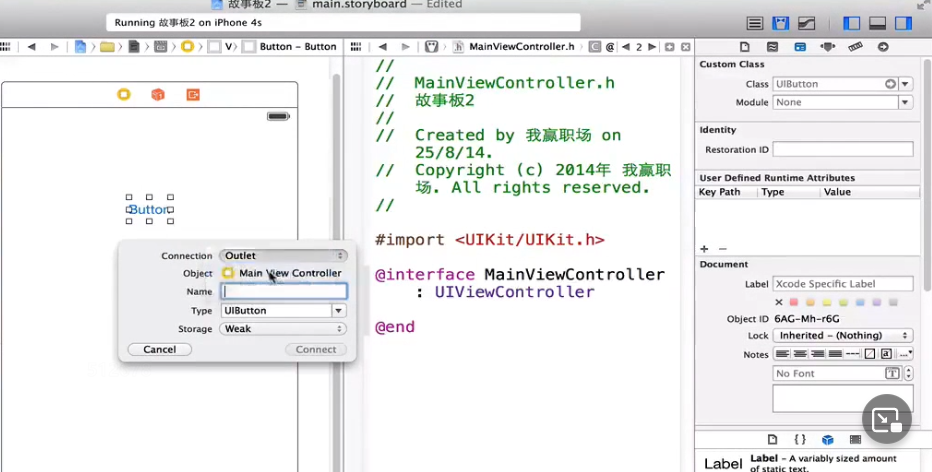 故事板2 main.storyboard — Edited
Running 故事板2 on iPhone 4s
V Button Button – Button
MainViewController.h C @ 2
Button
Connection Outlet
Object Main View Controller
Name
Type UIButton
Storage Weak
Cancel Connect
//
// MainViewController.h
// 故事板2
//
// Created by 我赢职场 on
25/8/14.
// Copyright (c) 2014年 我赢职
场. All rights reserved.
//
#import <UIKit/UIKit.h>
@interface MainViewController
: UIViewController
@end
Custom Class
Class UIButton
Module None
Identity
Restoration ID
User Defined Runtime Attributes
Key Path Type Value
+ −
Document
Label Xcode Specific Label
Object ID 6AG-Mh-r6G
Lock Inherited – (Nothing)
Notes
No Font T
{ }
Label Label – A variably sized amount
of static text.